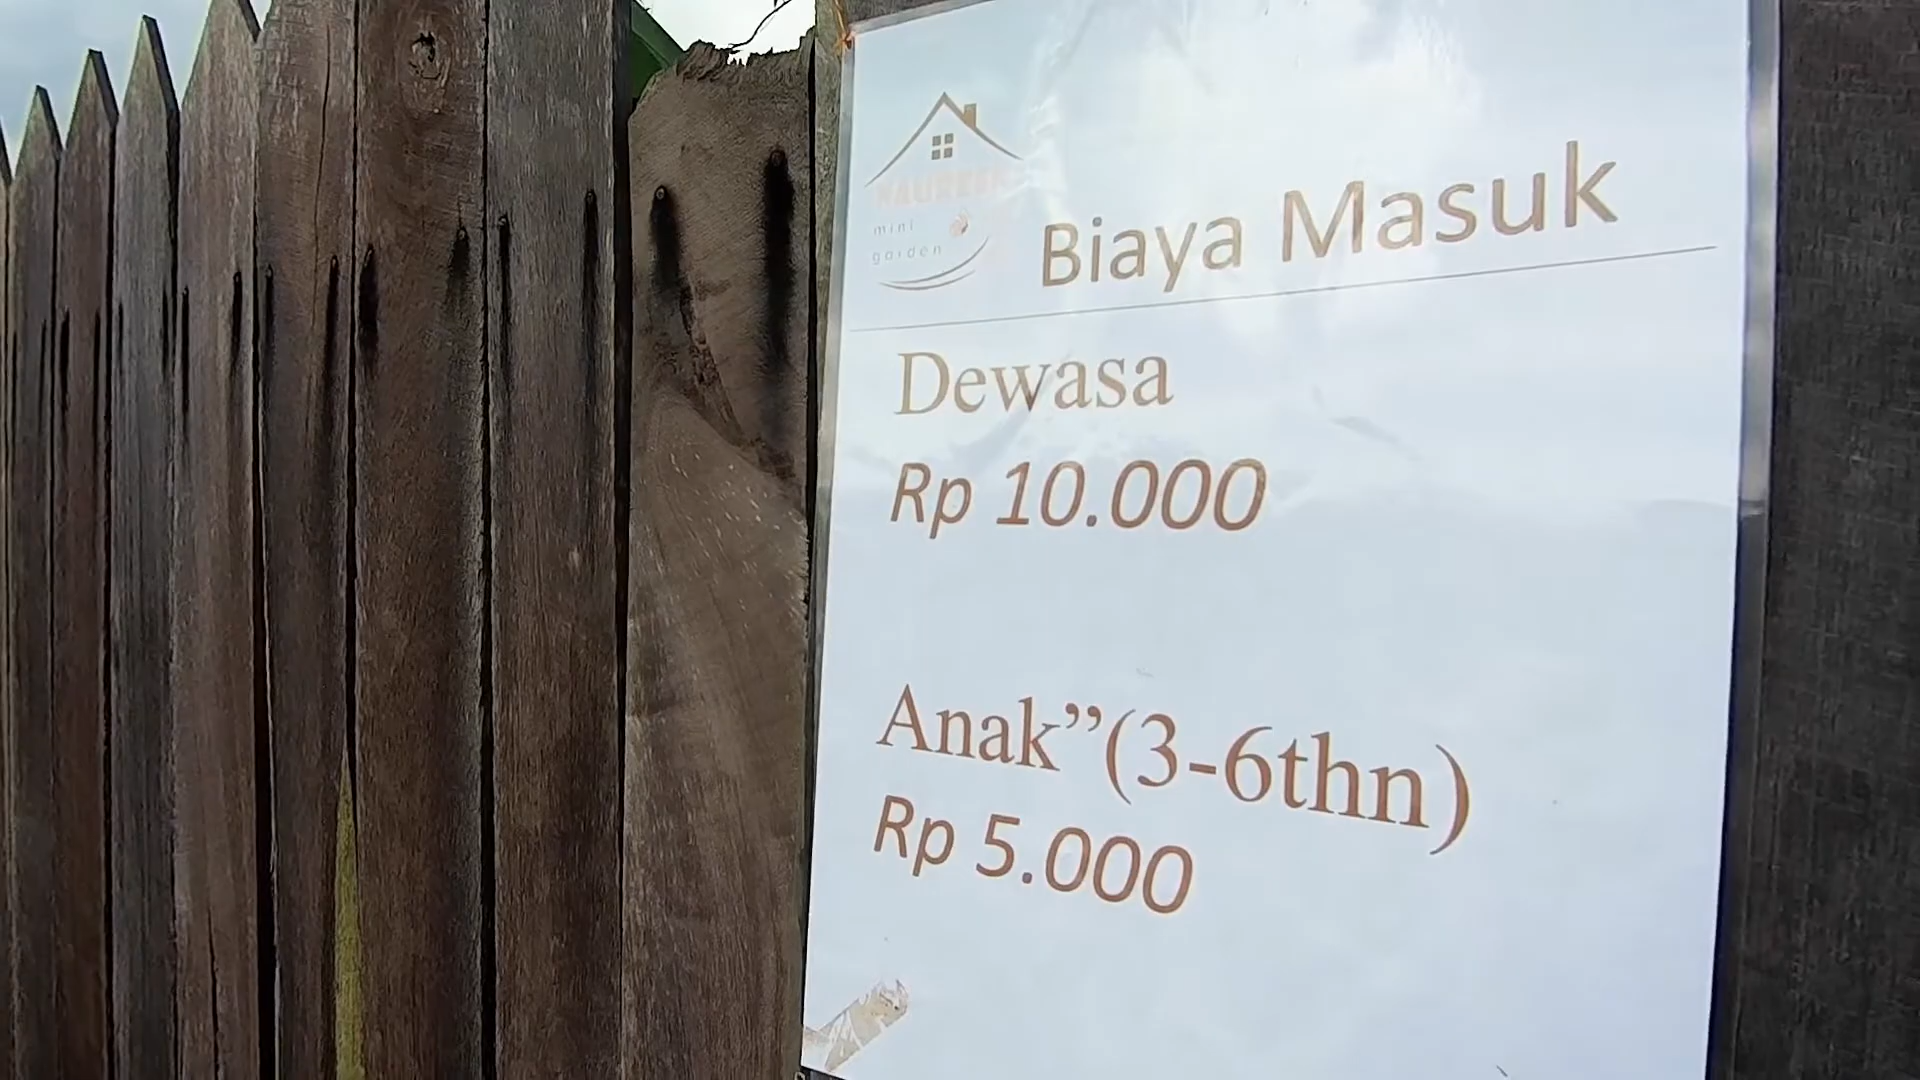 mini
garden
Biaya Masuk
Dewasa
Rp 10.000
Anak”(3-6thn)
Rp 5.000